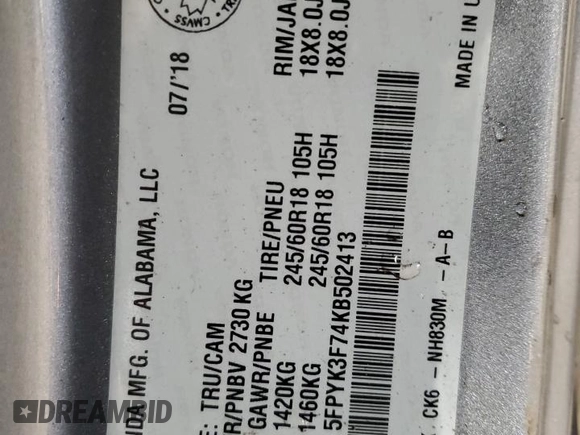 CMVSS
NDA MFG. OF ALABAMA, LLC 07/'18
E: TRU/CAM
R/PNBV 2730 KG
GAWR/PNBE TIRE/PNEU RIM/JA
1420KG 245/60R18 105H 18X8.0J
1460KG 245/60R18 105H 18X8.0J
5FPYK3F74KB502413
CK6 - NH830M - A-B MADE IN U
DREAMBID